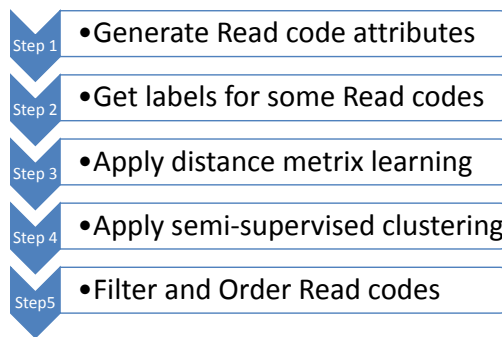 Step 1 •Generate Read code attributes
Step 2 •Get labels for some Read codes
Step 3 •Apply distance metrix learning
Step 4 •Apply semi-supervised clustering
Step5 •Filter and Order Read codes